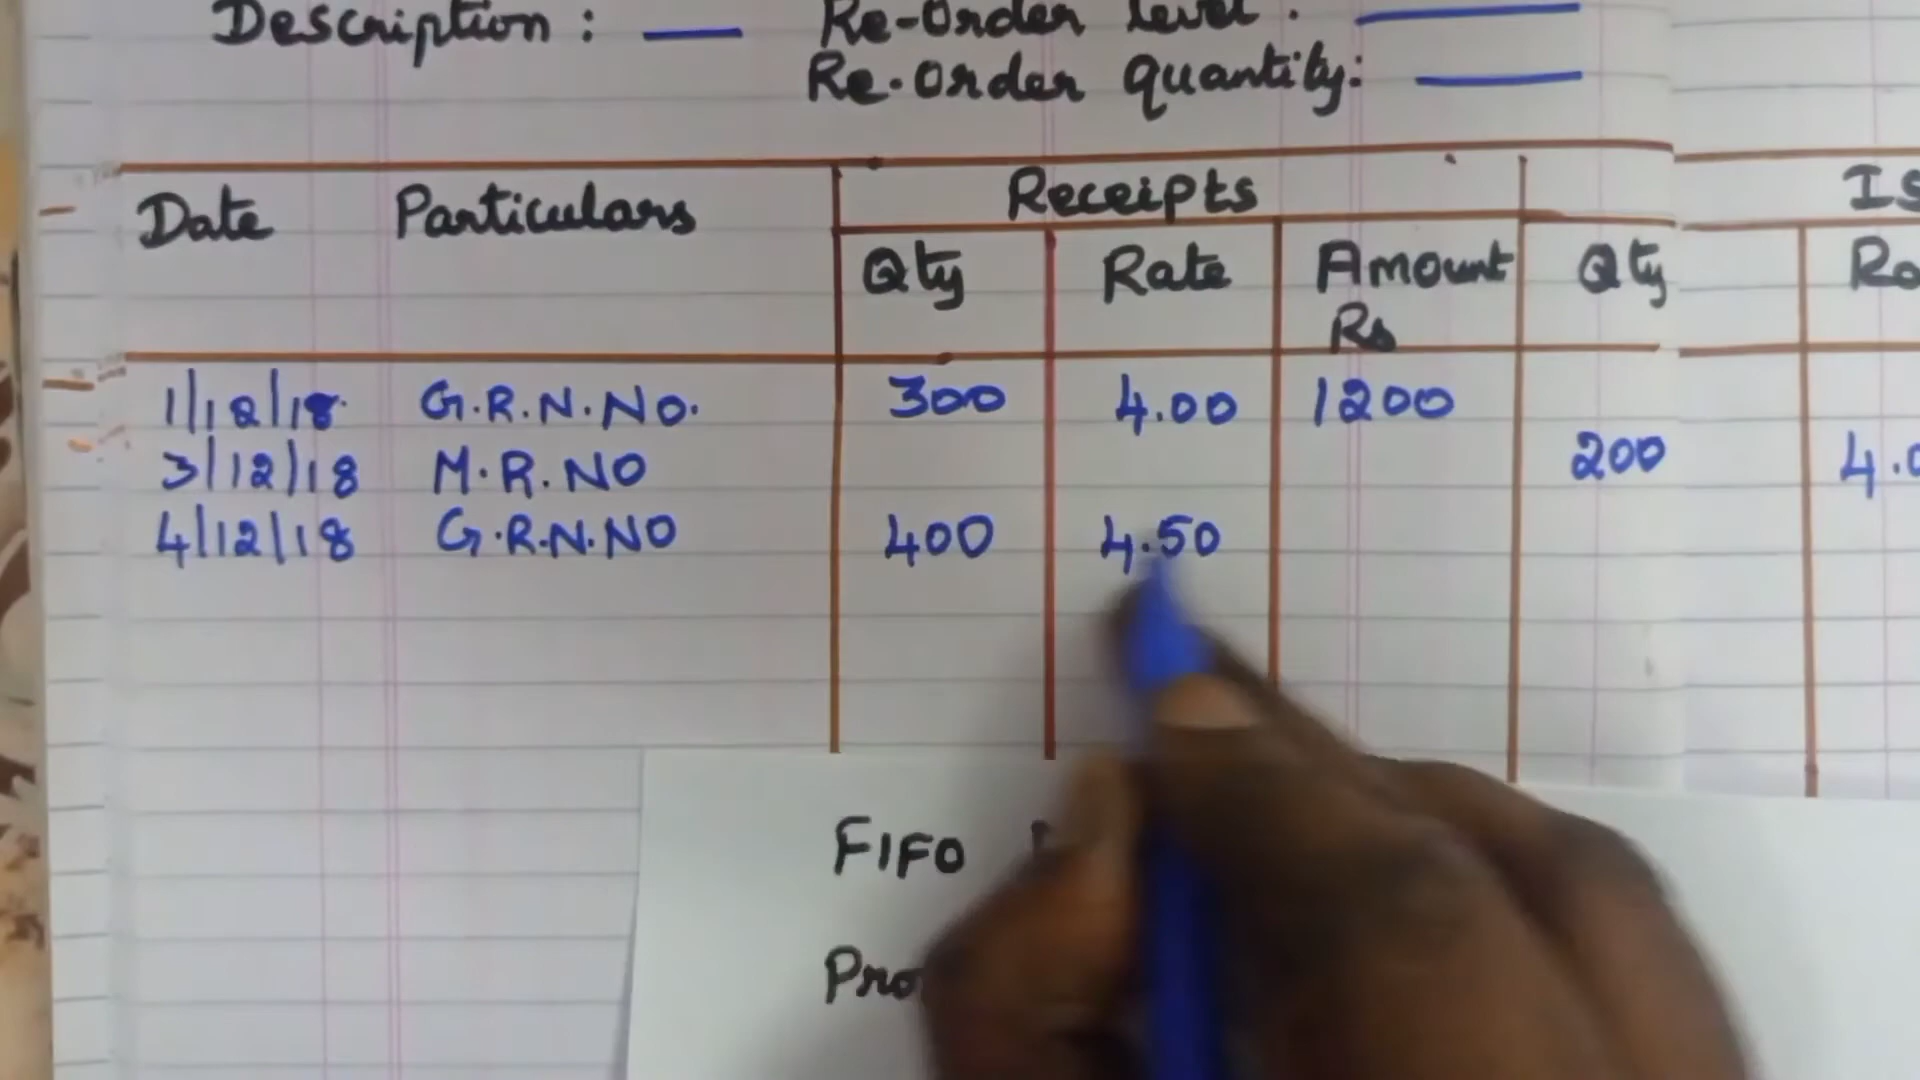 Description : Re-Order level :
Re-Order quantity:
Date Particulars Receipts
Qty Rate Amount Qty
Rs
1/12/18 G.R.N.NO. 300 4.00 1200
3/12/18 M.R.NO 200
4/12/18 G.R.N.NO 400 4.50
FIFO